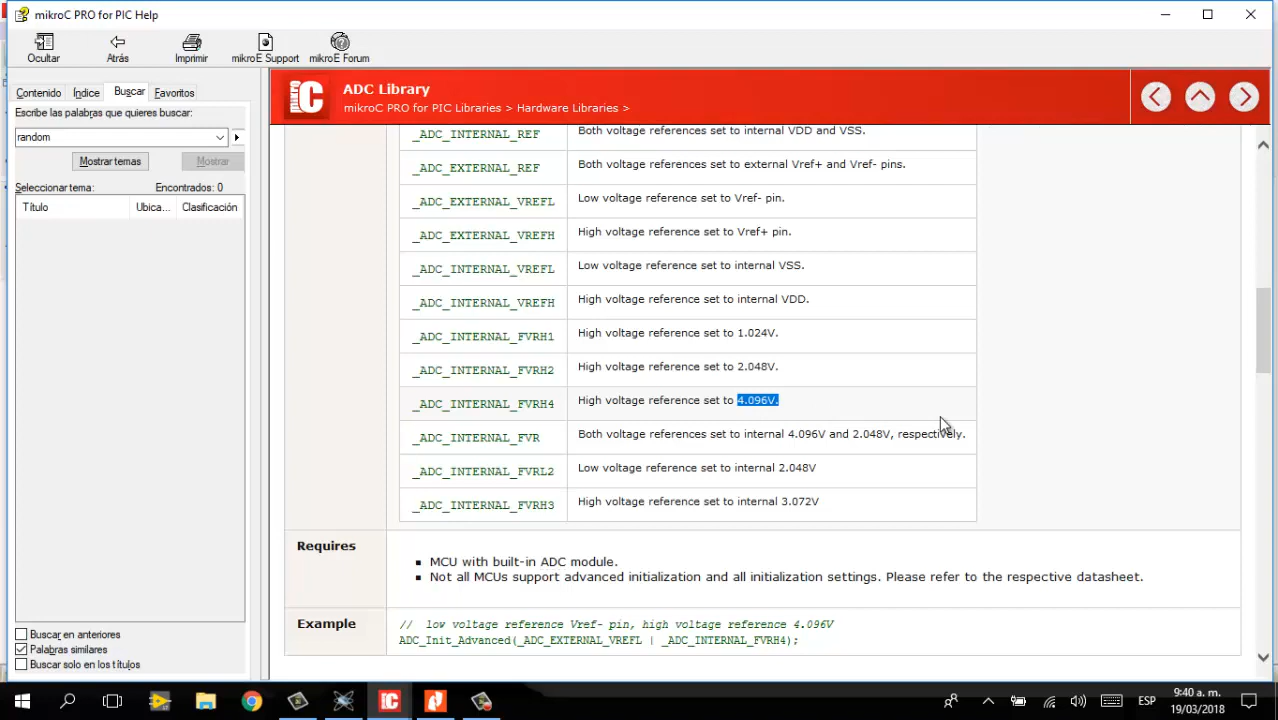 mikroC PRO for PIC Help
Ocultar
Atrás
Imprimir
mikroE Support
mikroE Forum
Contenido
Índice
Buscar
Favoritos
Escribe las palabras que quieres buscar:
random
Mostrar temas
Mostrar
Seleccionar tema:
Encontrados: 0
Título
Ubica...
Clasificación
Buscar en anteriores
Palabras similares
Buscar solo en los títulos
IC
ADC Library
mikroC PRO for PIC Libraries > Hardware Libraries >
_ADC_INTERNAL_REF Both voltage references set to internal VDD and VSS.
_ADC_EXTERNAL_REF Both voltage references set to external Vref+ and Vref- pins.
_ADC_EXTERNAL_VREFL Low voltage reference set to Vref- pin.
_ADC_EXTERNAL_VREFH High voltage reference set to Vref+ pin.
_ADC_INTERNAL_VREFL Low voltage reference set to internal VSS.
_ADC_INTERNAL_VREFH High voltage reference set to internal VDD.
_ADC_INTERNAL_FVRH1 High voltage reference set to 1.024V.
_ADC_INTERNAL_FVRH2 High voltage reference set to 2.048V.
_ADC_INTERNAL_FVRH4 High voltage reference set to 4.096V.
_ADC_INTERNAL_FVR Both voltage references set to internal 4.096V and 2.048V, respectively.
_ADC_INTERNAL_FVRL2 Low voltage reference set to internal 2.048V
_ADC_INTERNAL_FVRH3 High voltage reference set to internal 3.072V
Requires
MCU with built-in ADC module.
Not all MCUs support advanced initialization and all initialization settings. Please refer to the respective datasheet.
Example
// low voltage reference Vref- pin, high voltage reference 4.096V
ADC_Init_Advanced(_ADC_EXTERNAL_VREFL | _ADC_INTERNAL_FVRH4);
IC
ESP
9:40 a. m.
19/03/2018